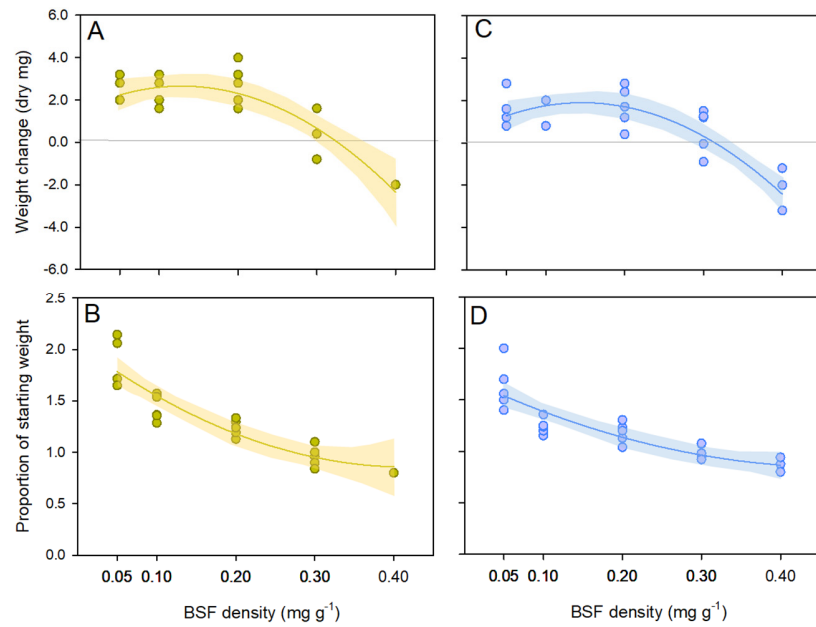 A
C
Weight change (dry mg)
6.0
4.0
2.0
0.0
-2.0
-4.0
-6.0
B
D
Proportion of starting weight
2.5
2.0
1.5
1.0
0.5
0.0
0.05 0.10 0.20 0.30 0.40
0.05 0.10 0.20 0.30 0.40
BSF density (mg g⁻¹)
BSF density (mg g⁻¹)